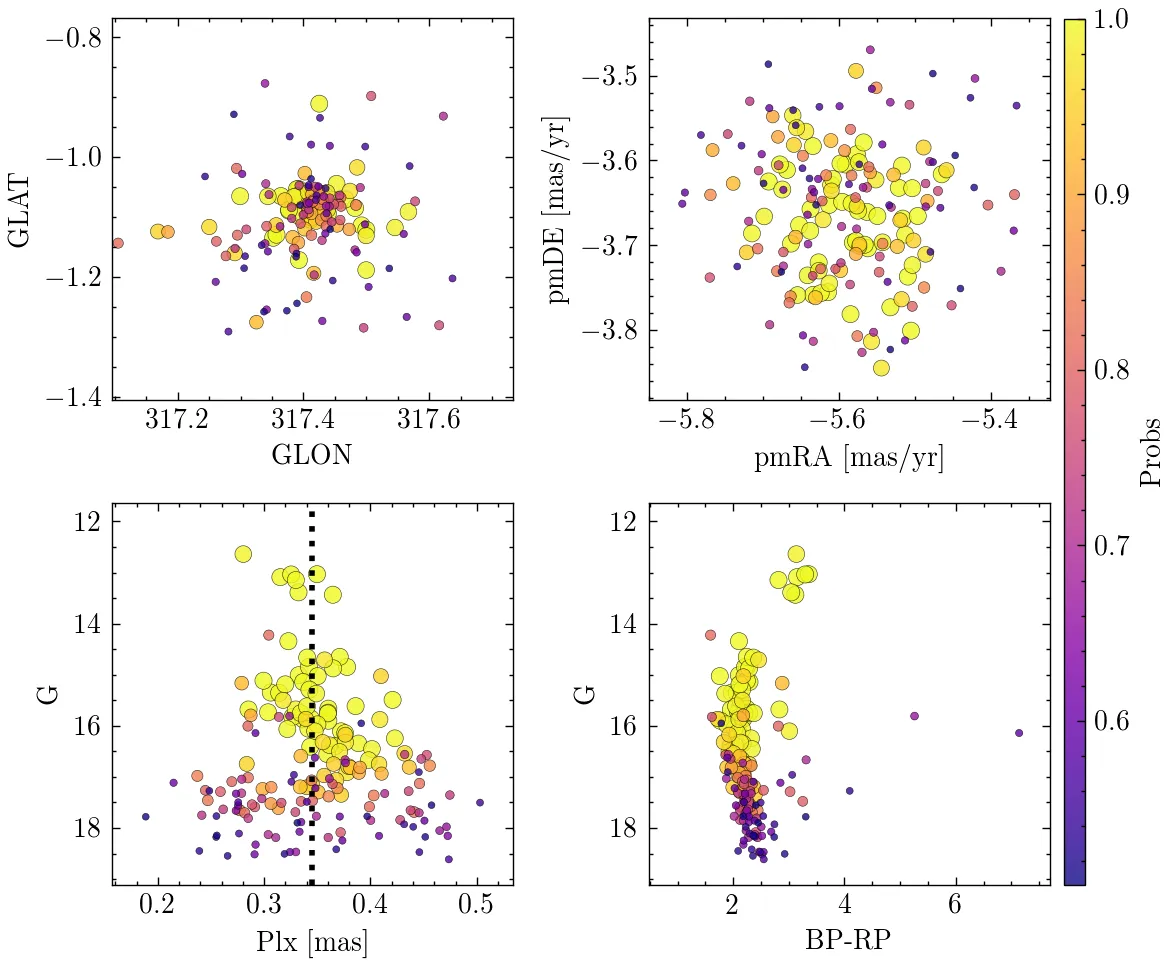 −0.8
−1.0
−1.2
−1.4
GLAT
317.2 317.4 317.6
GLON
−3.5
−3.6
−3.7
−3.8
pmDE [mas/yr]
−5.8 −5.6 −5.4
pmRA [mas/yr]
12
14
16
18
G
0.2 0.3 0.4 0.5
Plx [mas]
12
14
16
18
G
2 4 6
BP-RP
1.0
0.9
0.8
0.7
0.6
Probs